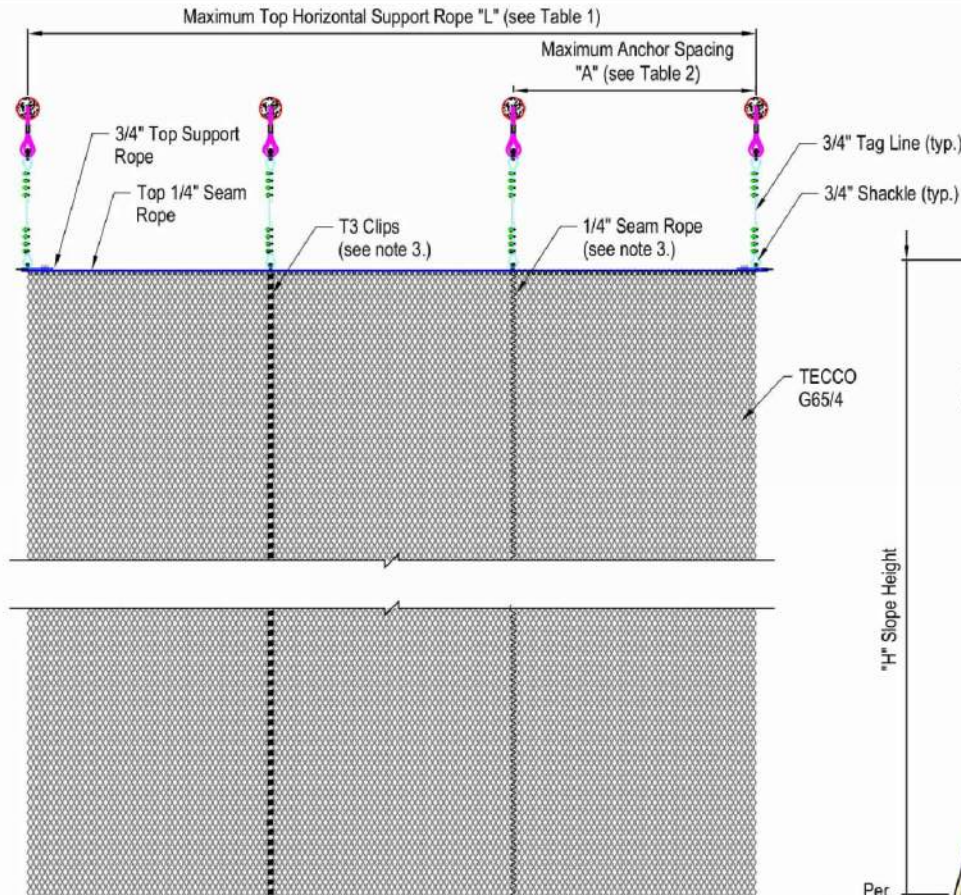 Maximum Top Horizontal Support Rope "L" (see Table 1)
Maximum Anchor Spacing
"A" (see Table 2)
3/4" Top Support
Rope
3/4" Tag Line (typ.)
Top 1/4" Seam
Rope
3/4" Shackle (typ.)
T3 Clips
(see note 3.)
1/4" Seam Rope
(see note 3.)
TECCO
G65/4
"H" Slope Height
Per